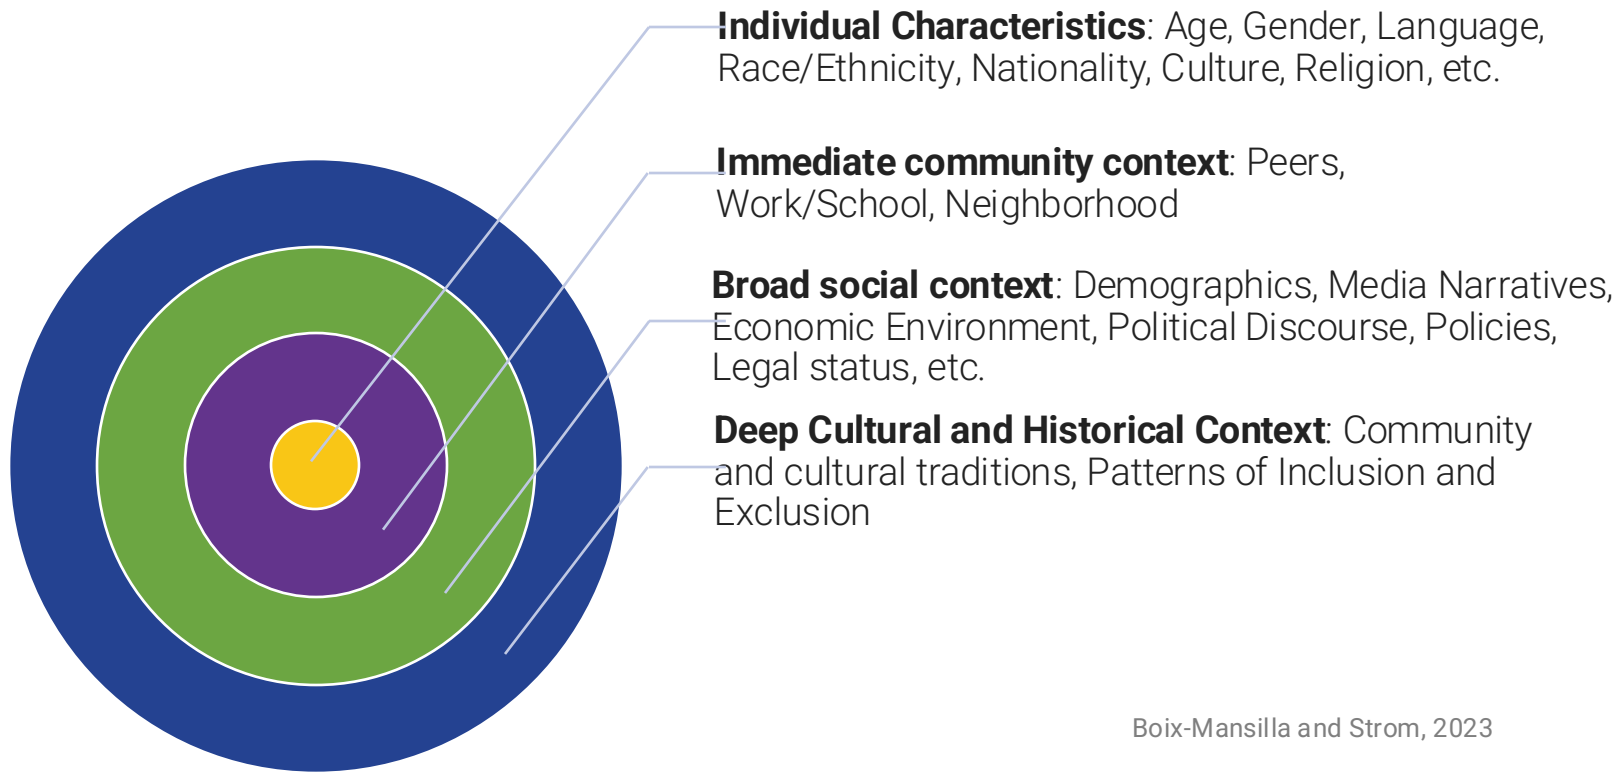 Individual Characteristics: Age, Gender, Language,
Race/Ethnicity, Nationality, Culture, Religion, etc.
Immediate community context: Peers,
Work/School, Neighborhood
Broad social context: Demographics, Media Narratives,
Economic Environment, Political Discourse, Policies,
Legal status, etc.
Deep Cultural and Historical Context: Community
and cultural traditions, Patterns of Inclusion and
Exclusion
Boix-Mansilla and Strom, 2023